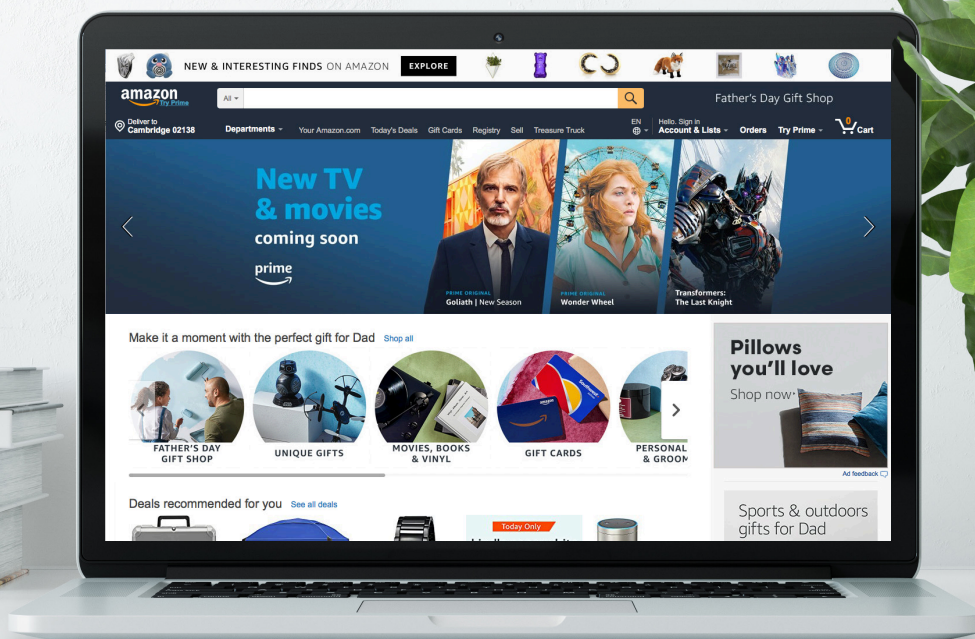 NEW & INTERESTING FINDS ON AMAZON EXPLORE
amazon
Try Prime
All
Father's Day Gift Shop
Deliver to
Cambridge 02138
Departments Your Amazon.com Today's Deals Gift Cards Registry Sell Treasure Truck
EN
Hello. Sign in
Account & Lists Orders Try Prime 0 Cart
New TV
& movies
coming soon
prime
PRIME ORIGINAL
Goliath | New Season
PRIME ORIGINAL
Wonder Wheel
Transformers:
The Last Knight
Make it a moment with the perfect gift for Dad Shop all
FATHER'S DAY
GIFT SHOP
UNIQUE GIFTS
MOVIES, BOOKS
& VINYL
amazon
Southwest
GIFT CARDS
PERSONAL
& GROOM
Pillows
you'll love
Shop now
Ad feedback
Deals recommended for you See all deals
Today Only
Sports & outdoors
gifts for Dad